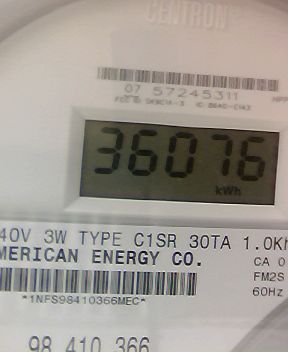 CENTRON®
07 57245311
36076
kWh
40V 3W TYPE C1SR 30TA 1.0Kh
MERICAN ENERGY CO.
CA 0
FM2S
60Hz
*1NFS98410366MEC*
98 410 366